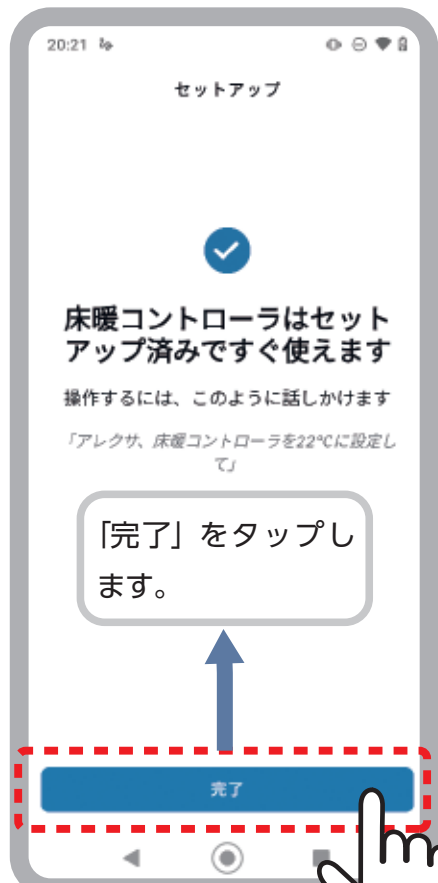 20:21
セットアップ
床暖コントローラはセット
アップ済みですぐ使えます
操作するには、このように話しかけます
「アレクサ、床暖コントローラを22℃に設定し
て」
「完了」をタップし
ます。
完了